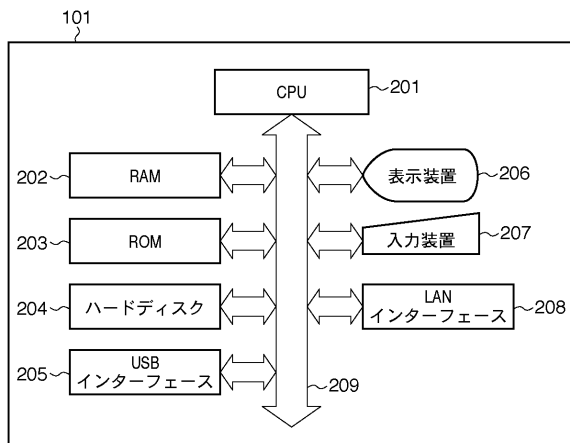 101
CPU
201
202
RAM
表示装置
206
203
ROM
入力装置
207
204
ハードディスク
LAN
インターフェース
208
205
USB
インターフェース
209